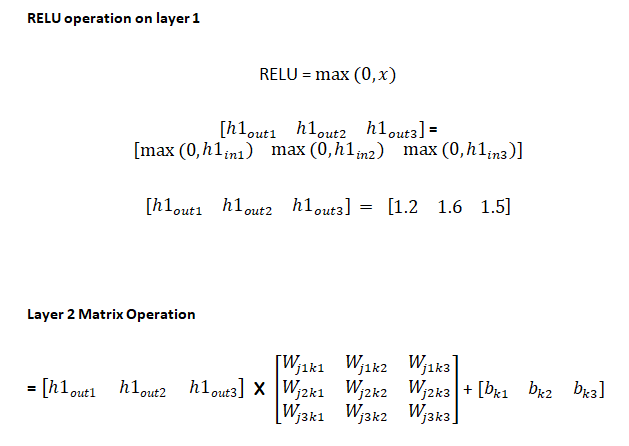 RELU operation on layer 1
RELU = max (0, x)
[h1out1 h1out2 h1out3] =
[max (0, h1in1) max (0, h1in2) max (0, h1in3)]
[h1out1 h1out2 h1out3] = [1.2 1.6 1.5]
Layer 2 Matrix Operation
[Wj1k1 Wj1k2 Wj1k3]
= [h1out1 h1out2 h1out3] X [Wj2k1 Wj2k2 Wj2k3] + [bk1 bk2 bk3]
[Wj3k1 Wj3k2 Wj3k3]